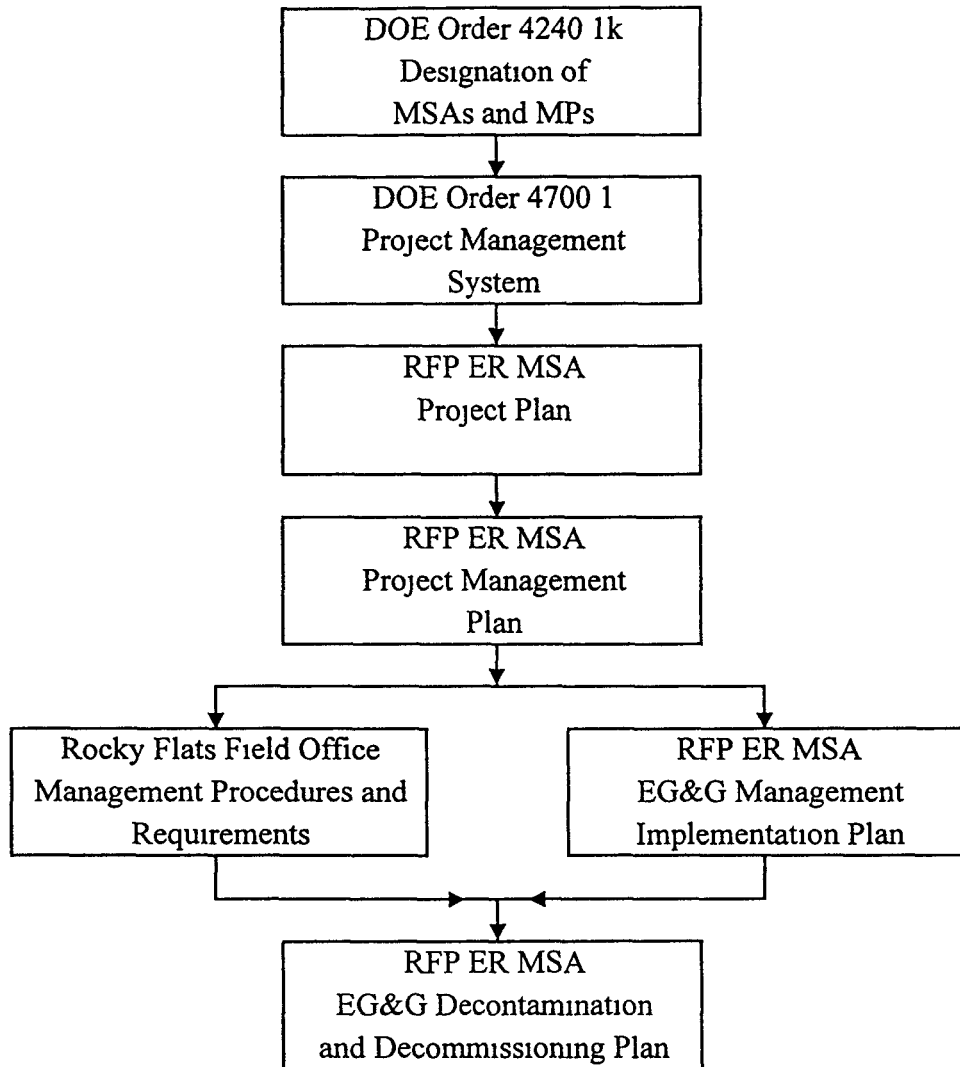 DOE Order 4240 1k
Designation of
MSAs and MPs
DOE Order 4700 1
Project Management
System
RFP ER MSA
Project Plan
RFP ER MSA
Project Management
Plan
Rocky Flats Field Office
Management Procedures and
Requirements
RFP ER MSA
EG&G Management
Implementation Plan
RFP ER MSA
EG&G Decontamination
and Decommissioning Plan